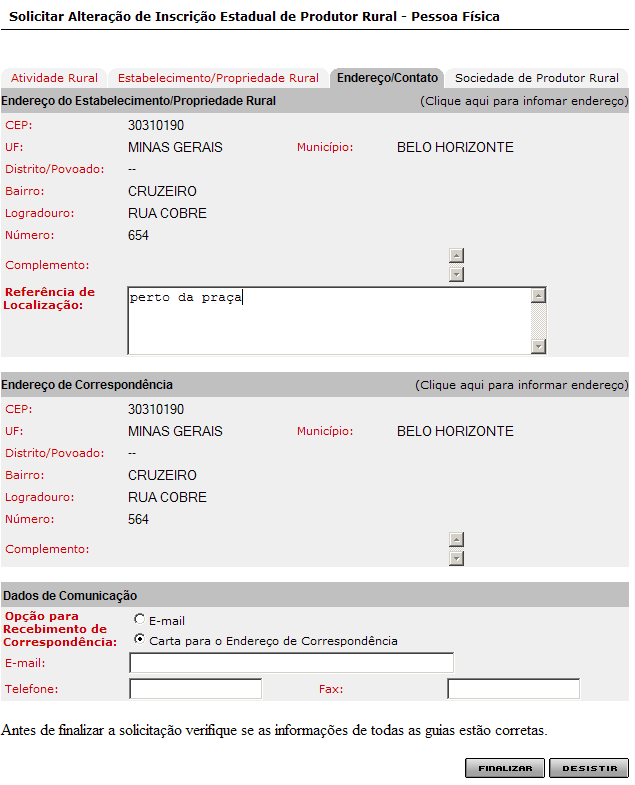 Solicitar Alteração de Inscrição Estadual de Produtor Rural - Pessoa Física
Atividade Rural Estabelecimento/Propriedade Rural Endereço/Contato Sociedade de Produtor Rural
Endereço do Estabelecimento/Propriedade Rural (Clique aqui para infomar endereço)
CEP: 30310190
UF: MINAS GERAIS Município: BELO HORIZONTE
Distrito/Povoado: --
Bairro: CRUZEIRO
Logradouro: RUA COBRE
Número: 654
Complemento:
Referência de
Localização:
perto da praça
Endereço de Correspondência (Clique aqui para informar endereço)
CEP: 30310190
UF: MINAS GERAIS Município: BELO HORIZONTE
Distrito/Povoado: --
Bairro: CRUZEIRO
Logradouro: RUA COBRE
Número: 564
Complemento:
Dados de Comunicação
Opção para
Recebimento de
Correspondência:
E-mail
Carta para o Endereço de Correspondência
E-mail:
Telefone: Fax:
Antes de finalizar a solicitação verifique se as informações de todas as guias estão corretas.
FINALIZAR DESISTIR